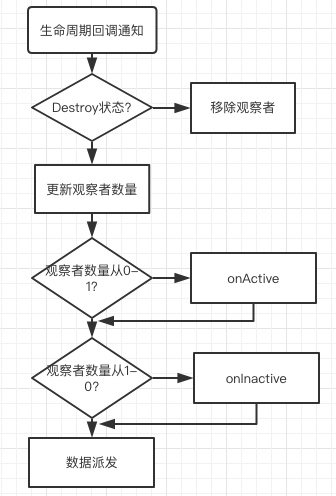 生命周期回调通知
Destroy状态?
移除观察者
更新观察者数量
观察者数量从0-
1?
onActive
观察者数量从1-
0?
onInactive
数据派发